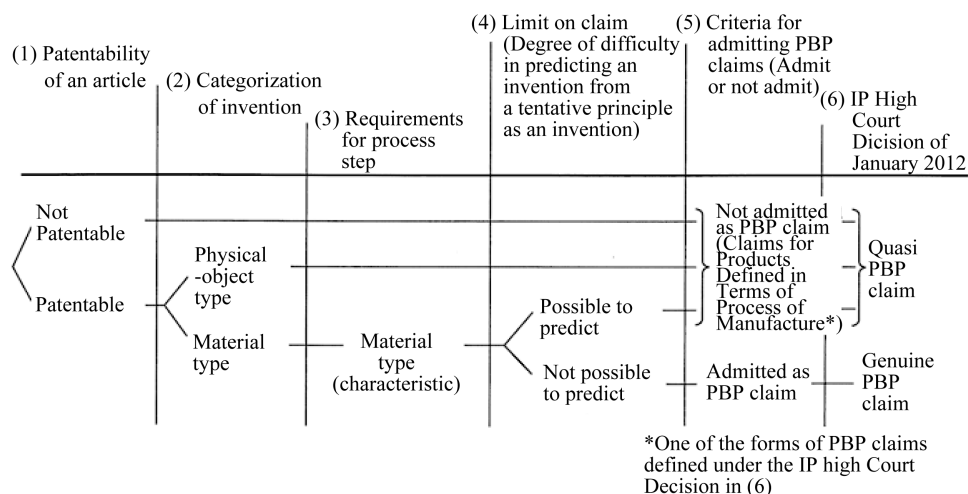 (1) Patentability
of an article
(2) Categorization
of invention
(3) Requirements
for process
step
(4) Limit on claim
(Degree of difficulty
in predicting an
invention from
a tentative principle
as an invention)
(5) Criteria for
admitting PBP
claims (Admit
or not admit)
(6) IP High
Court
Dicision of
January 2012
Not
Patentable
Patentable
Physical
-object
type
Material
type
Material
type
(characteristic)
Possible to
predict
Not possible
to predict
Not admitted
as PBP claim
(Claims for
Products
Defined in
Terms of
Process of
Manufacture*)
Admitted as
PBP claim
Quasi
PBP
claim
Genuine
PBP
claim
*One of the forms of PBP claims
defined under the IP high Court
Decision in (6)